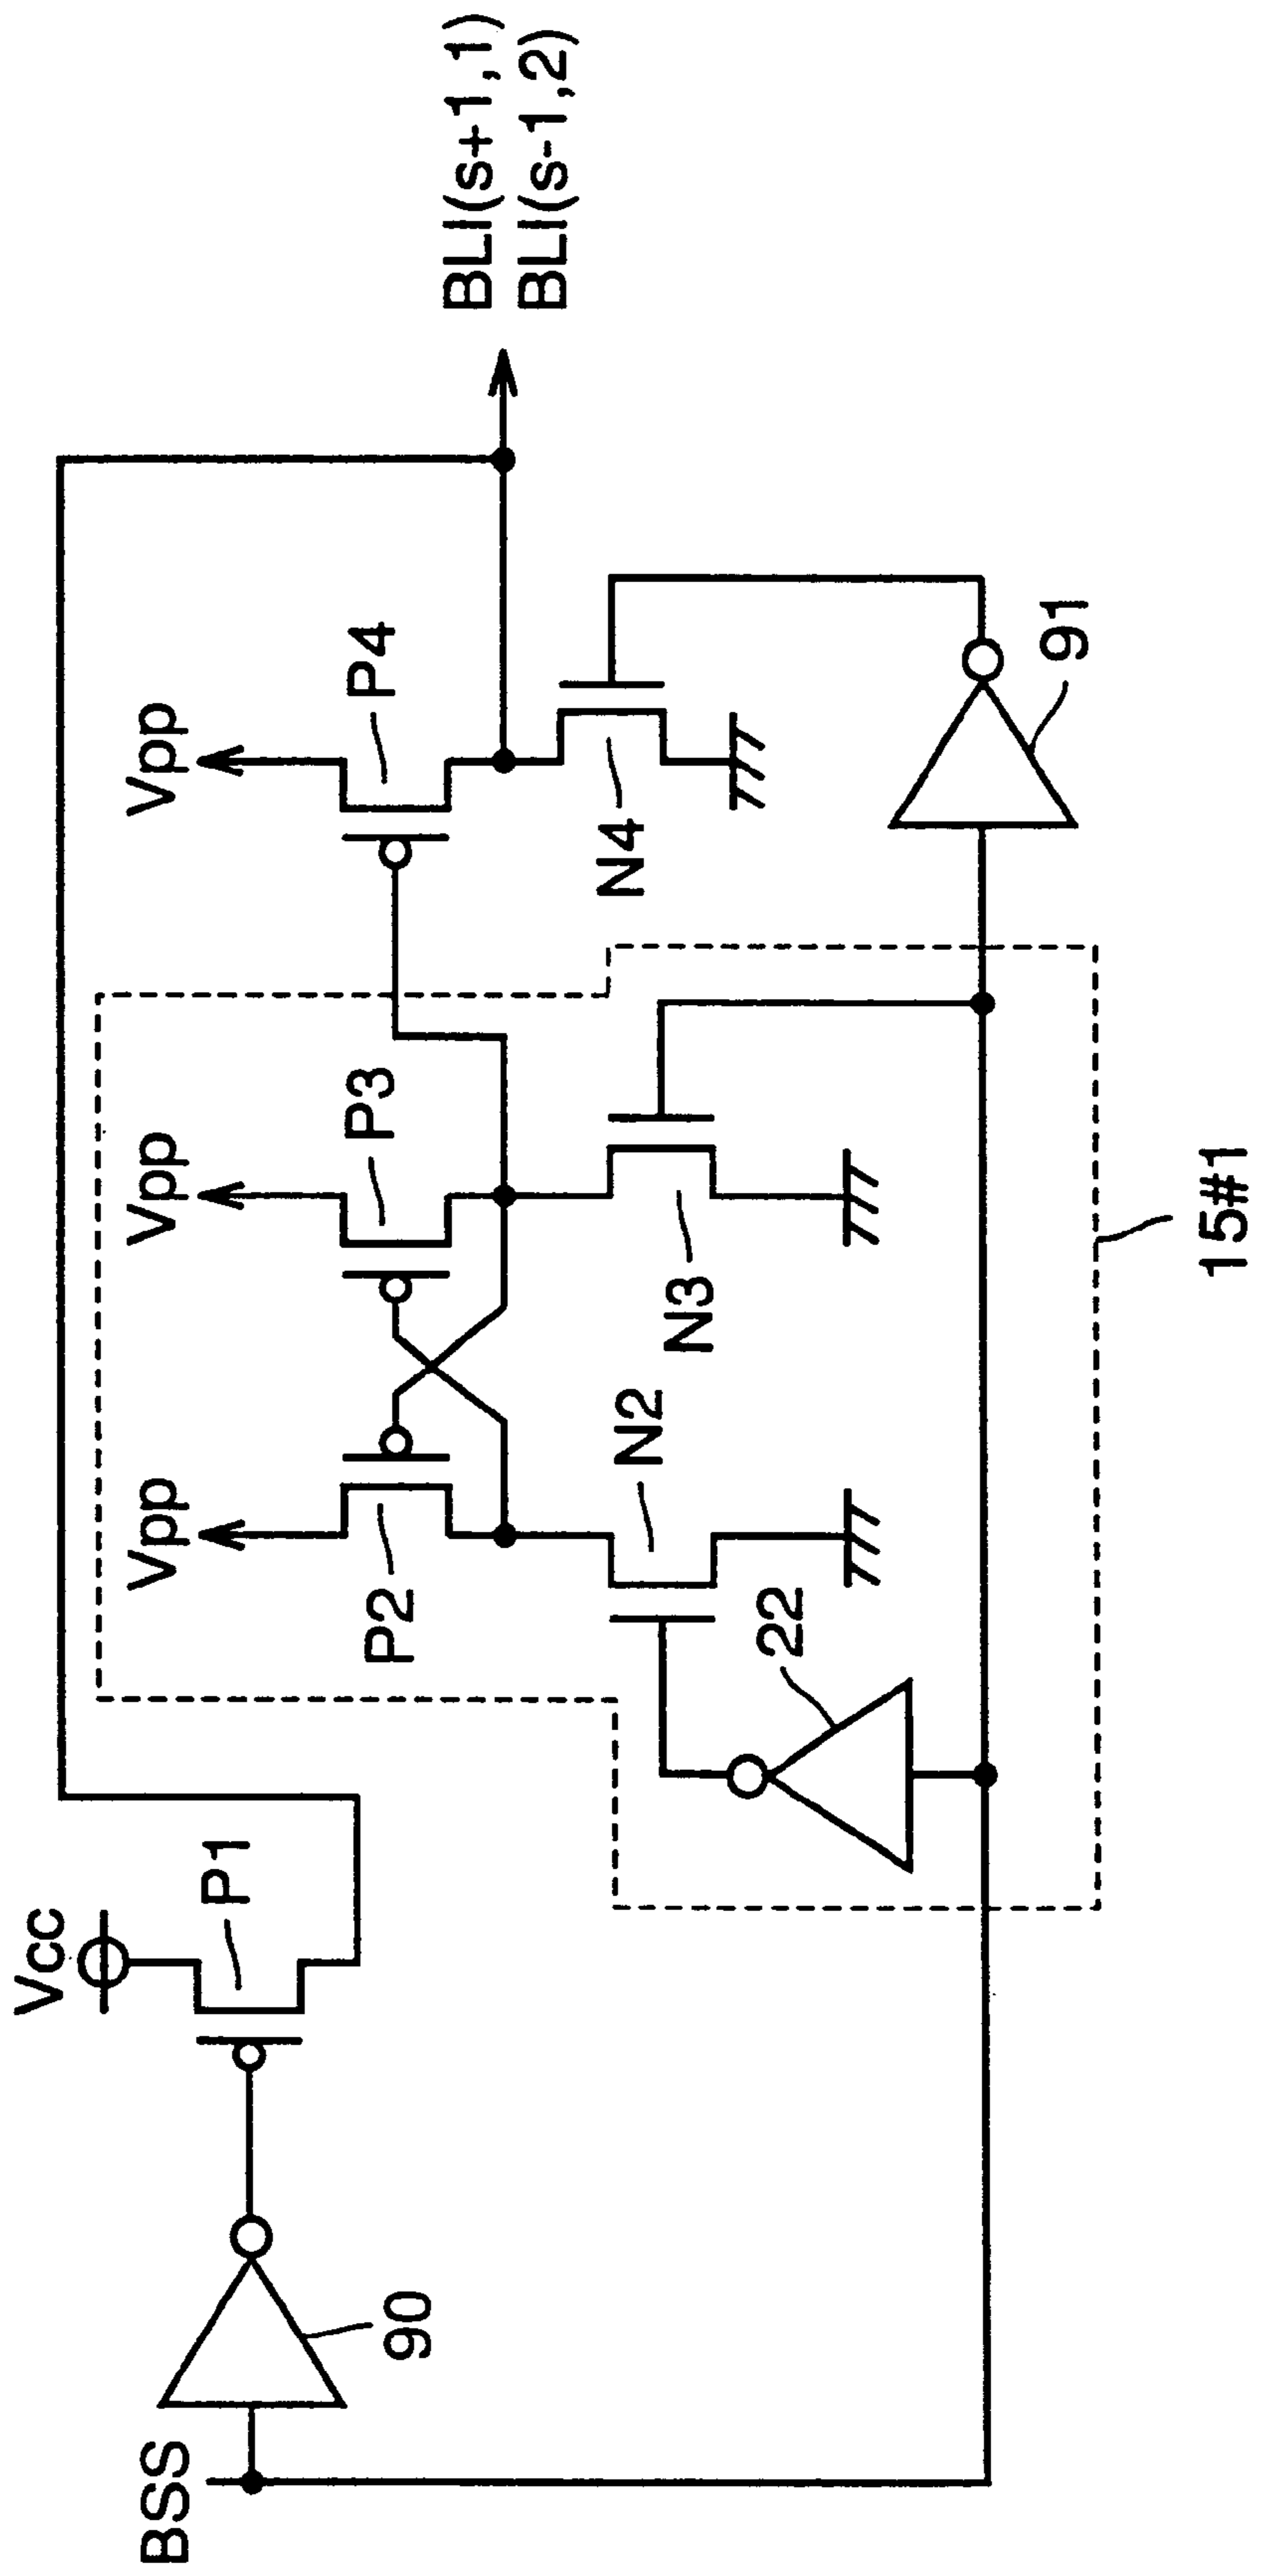 BSS
90
Vcc
P1
Vpp
P2
Vpp
P3
N2
N3
22
15#1
Vpp
P4
N4
91
BLI(s+1,1)
BLI(s-1,2)